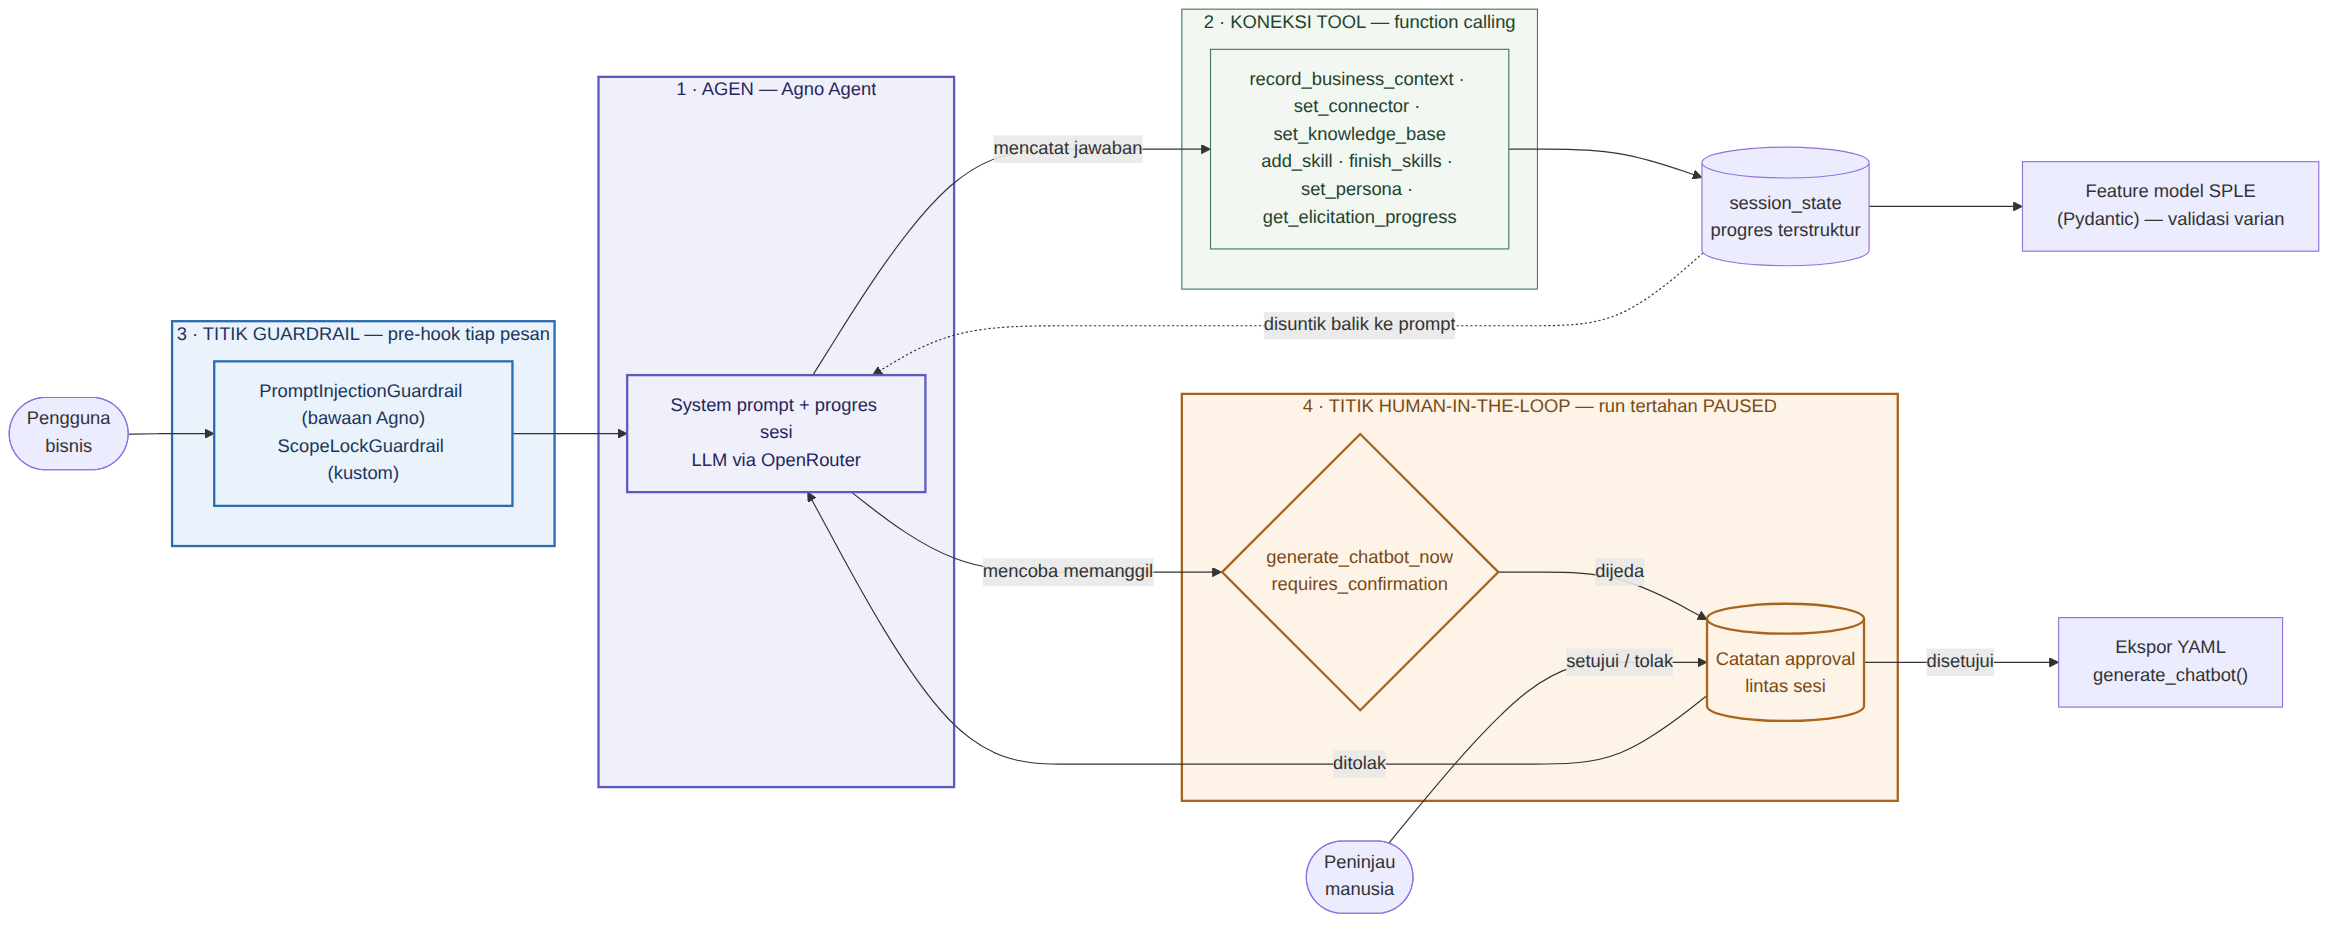 Pengguna
bisnis
3 · TITIK GUARDRAIL — pre-hook tiap pesan
PromptInjectionGuardrail
(bawaan Agno)
ScopeLockGuardrail
(kustom)
1 · AGEN — Agno Agent
System prompt + progres
sesi
LLM via OpenRouter
mencatat jawaban
2 · KONEKSI TOOL — function calling
record_business_context ·
set_connector ·
set_knowledge_base
add_skill · finish_skills ·
set_persona ·
get_elicitation_progress
session_state
progres terstruktur
Feature model SPLE
(Pydantic) — validasi varian
disuntik balik ke prompt
mencoba memanggil
4 · TITIK HUMAN-IN-THE-LOOP — run tertahan PAUSED
generate_chatbot_now
requires_confirmation
dijeda
setujui / tolak
Catatan approval
lintas sesi
disetujui
Ekspor YAML
generate_chatbot()
ditolak
Peninjau
manusia